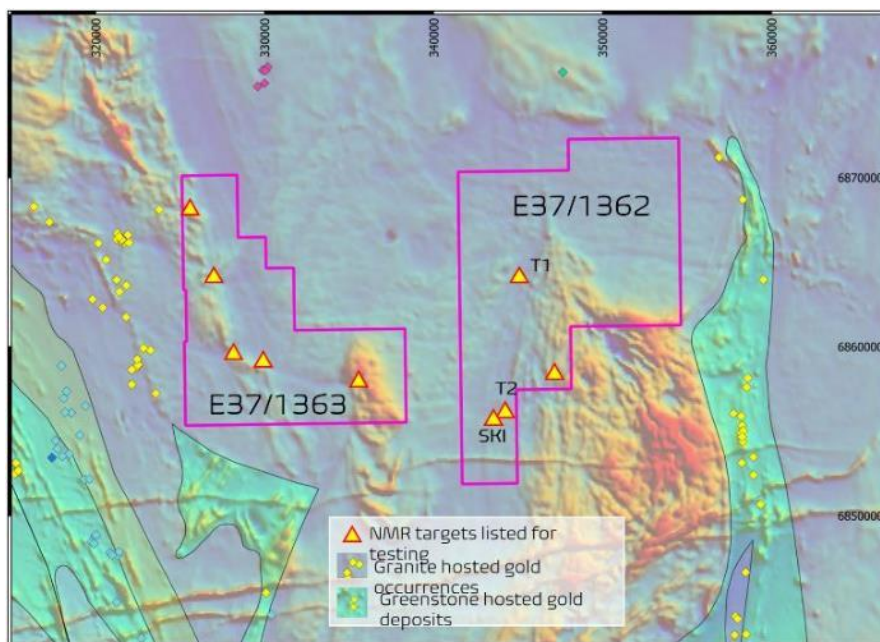 320000
330000
340000
350000
360000
6870000
E37/1362
T1
6860000
T2
E37/1363
SKI
6850000
NMR targets listed for
testing
Granite hosted gold
occurrences
Greenstone hosted gold
deposits